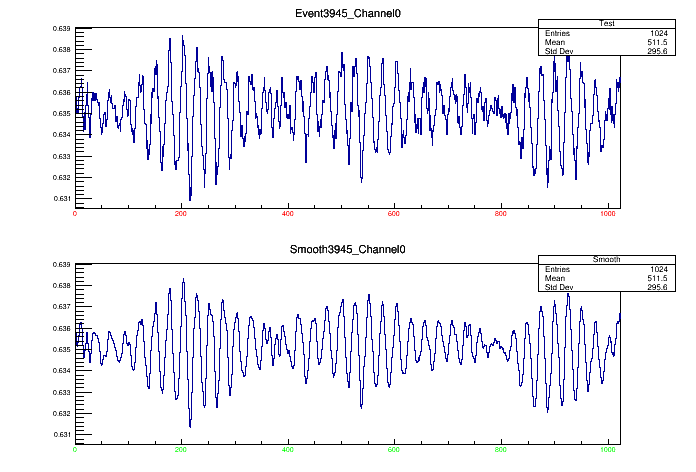 Event3945_Channel0
Test
Entries 1024
Mean 511.5
Std Dev 295.6
0.639
0.638
0.637
0.636
0.635
0.634
0.633
0.632
0.631
0 200 400 600 800 1000
Smooth3945_Channel0
Smooth
Entries 1024
Mean 511.5
Std Dev 295.6
0.639
0.638
0.637
0.636
0.635
0.634
0.633
0.632
0.631
0 200 400 600 800 1000